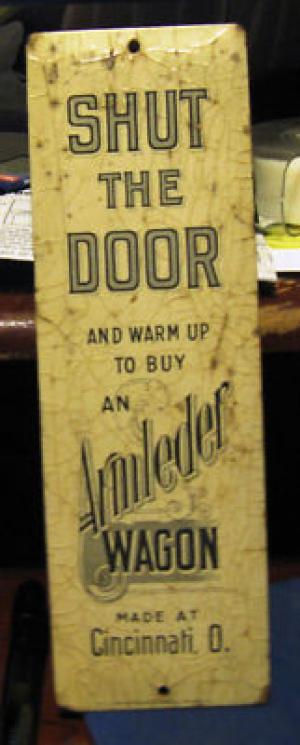 SHUT
THE
DOOR
AND WARM UP
TO BUY
AN
Armleder
WAGON
MADE AT
Cincinnati, O.